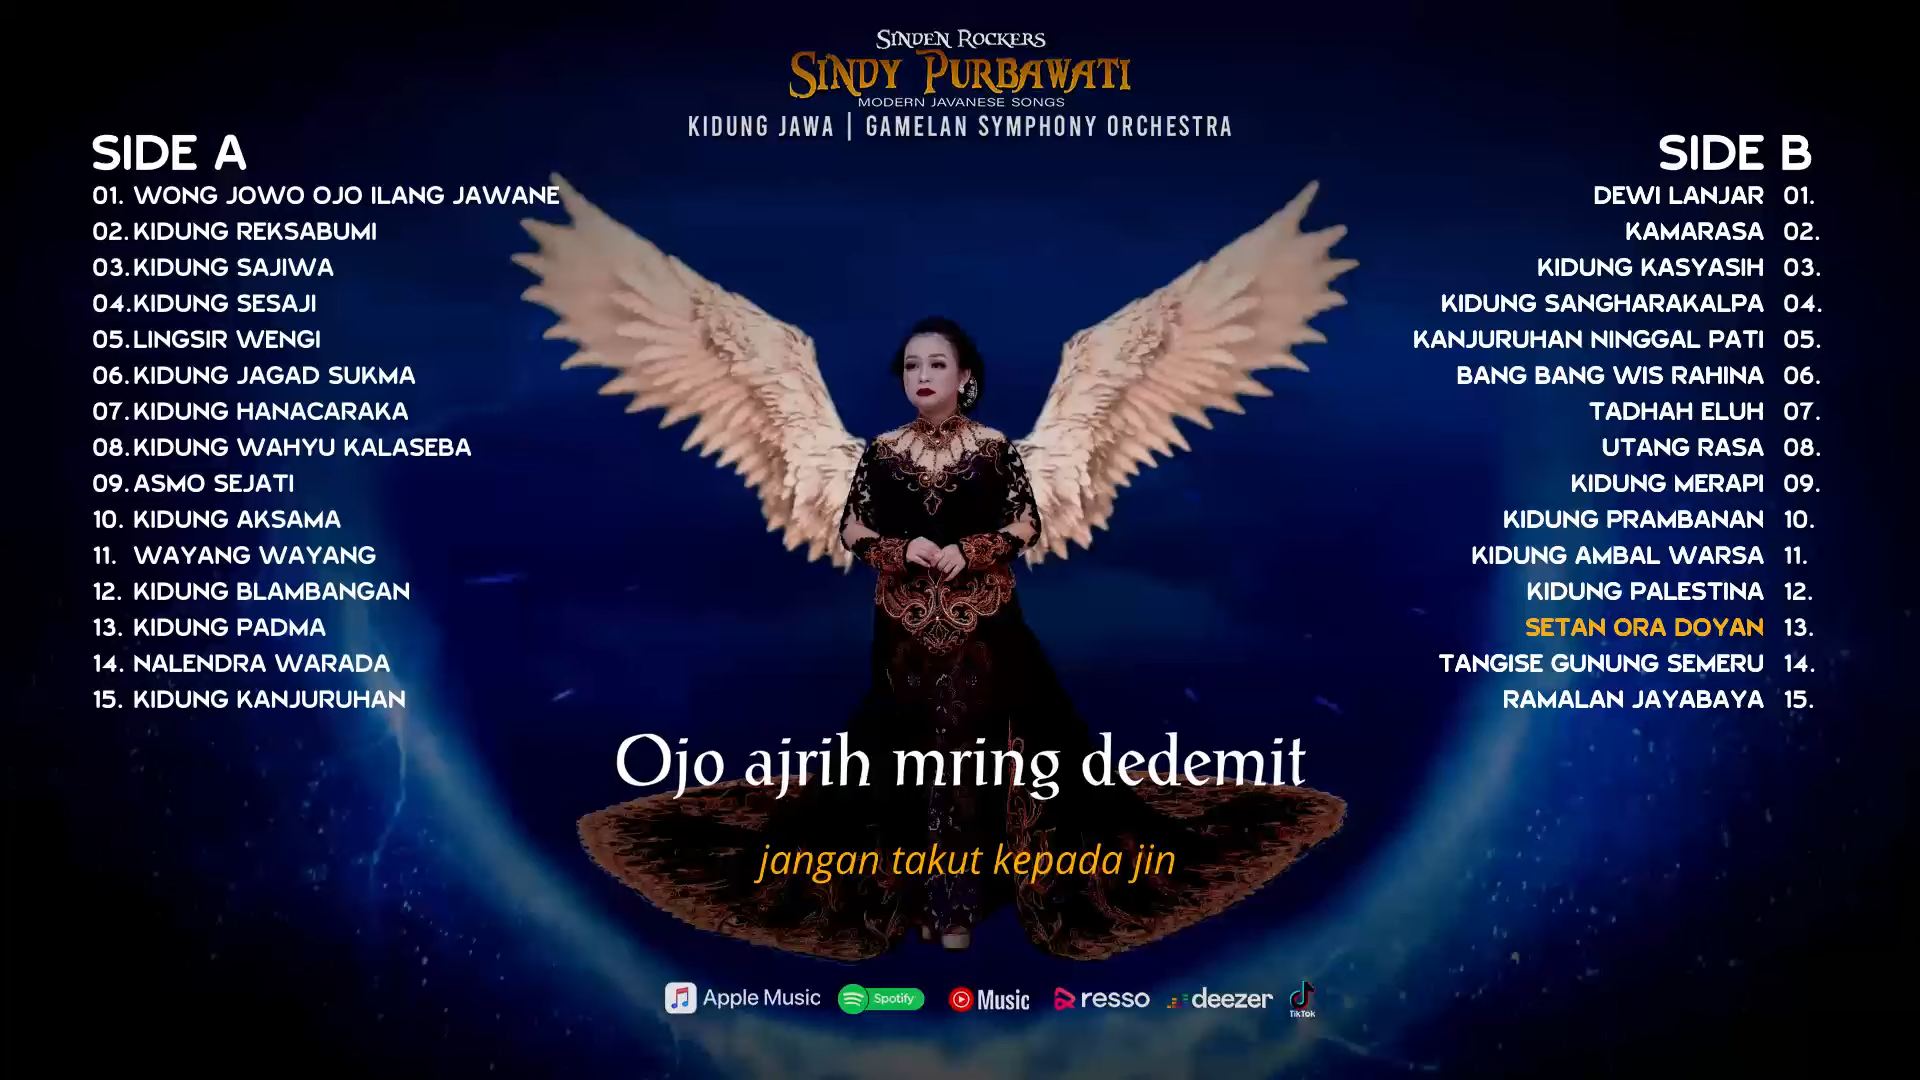 SINDEN ROCKERS
SINDY PURBAWATI
MODERN JAVANESE SONGS
KIDUNG JAWA | GAMELAN SYMPHONY ORCHESTRA
SIDE A
01. WONG JOWO OJO ILANG JAWANE
02. KIDUNG REKSABUMI
03. KIDUNG SAJIWA
04. KIDUNG SESAJI
05. LINGSIR WENGI
06. KIDUNG JAGAD SUKMA
07. KIDUNG HANACARAKA
08. KIDUNG WAHYU KALASEBA
09. ASMO SEJATI
10. KIDUNG AKSAMA
11. WAYANG WAYANG
12. KIDUNG BLAMBANGAN
13. KIDUNG PADMA
14. NALENDRA WARADA
15. KIDUNG KANJURUHAN
SIDE B
DEWI LANJAR 01.
KAMARASA 02.
KIDUNG KASYASIH 03.
KIDUNG SANGHARAKALPA 04.
KANJURUHAN NINGGAL PATI 05.
BANG BANG WIS RAHINA 06.
TADHAH ELUH 07.
UTANG RASA 08.
KIDUNG MERAPI 09.
KIDUNG PRAMBANAN 10.
KIDUNG AMBAL WARSA 11.
KIDUNG PALESTINA 12.
SETAN ORA DOYAN 13.
TANGISE GUNUNG SEMERU 14.
RAMALAN JAYABAYA 15.
Ojo ajrih mring dedemit
jangan takut kepada jin
Apple Music Spotify Music resso deezer TikTok